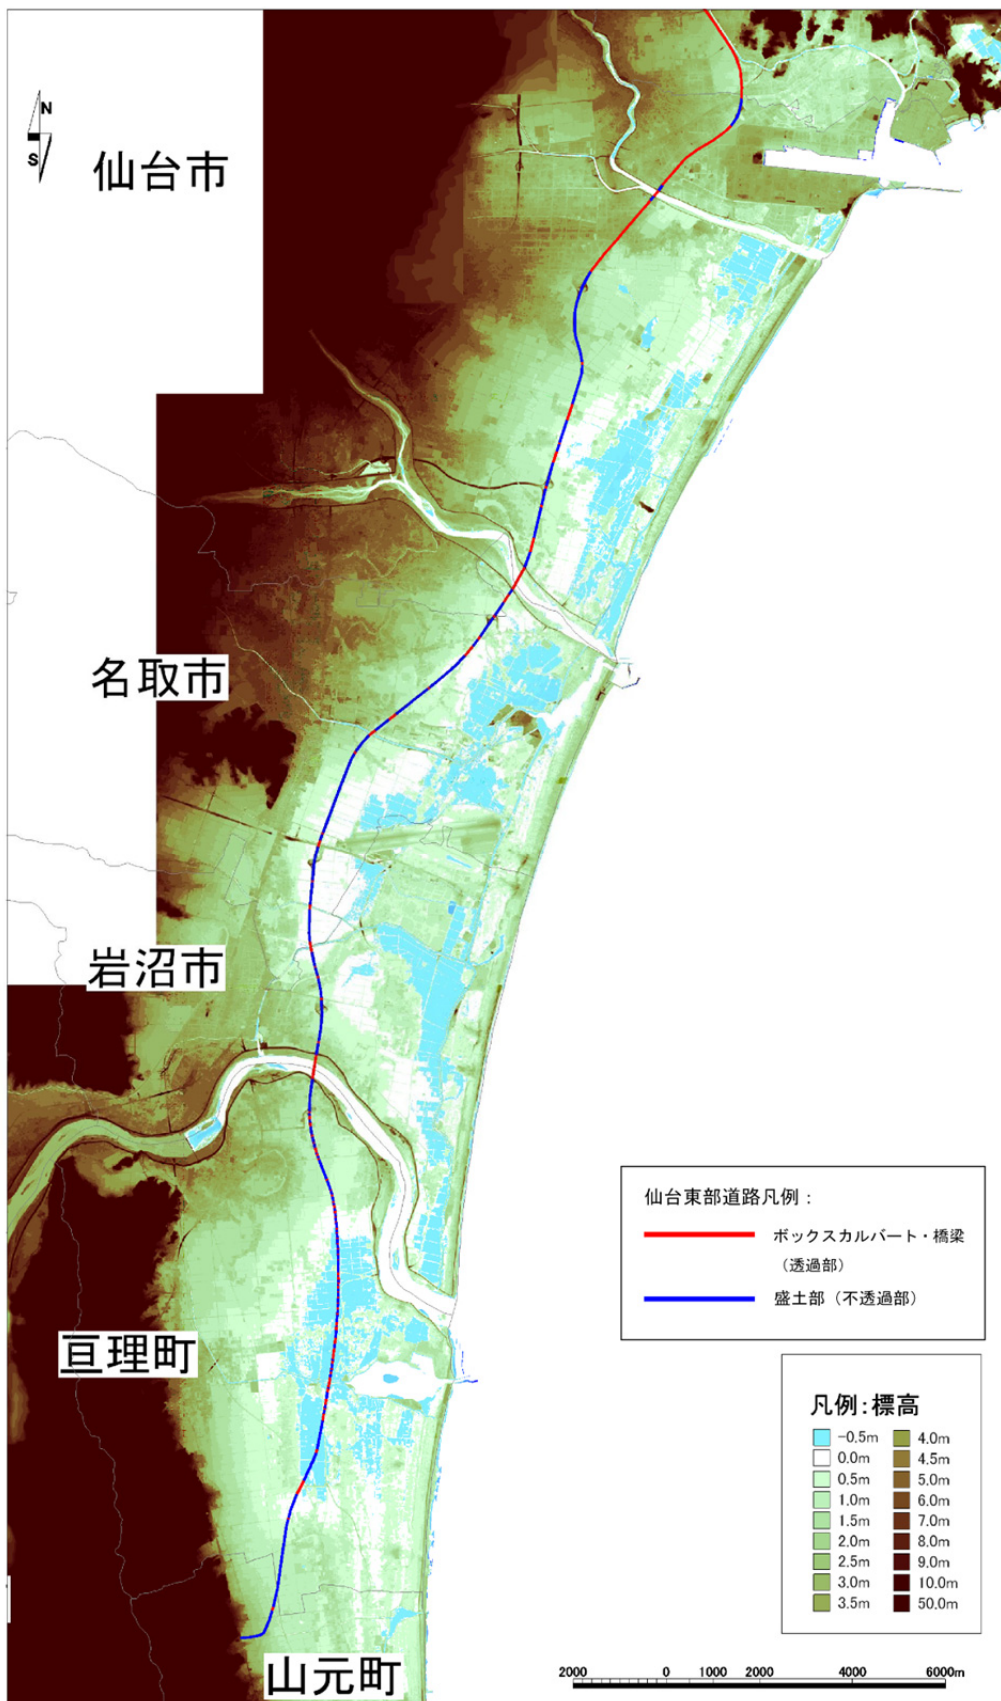 N
S
仙台市
名取市
岩沼市
亘理町
山元町
仙台東部道路凡例：
ボックスカルバート・橋梁
（透過部）
盛土部（不透過部）
凡例：標高
-0.5m 4.0m
0.0m 4.5m
0.5m 5.0m
1.0m 6.0m
1.5m 7.0m
2.0m 8.0m
2.5m 9.0m
3.0m 10.0m
3.5m 50.0m
2000 0 1000 2000 4000 6000m